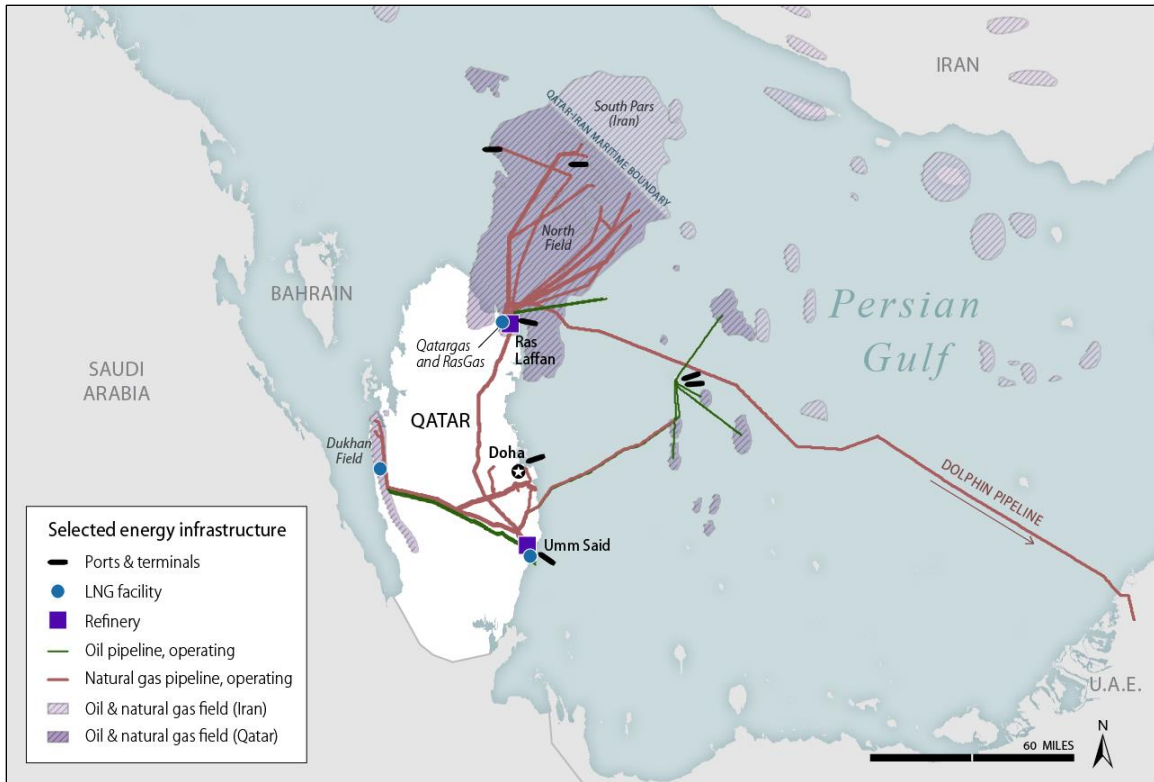 IRAN
South Pars
(Iran)
QATAR-IRAN MARITIME BOUNDARY
North
Field
BAHRAIN
Persian
Gulf
Qatargas
and RasGas
Ras
Laffan
SAUDI
ARABIA
QATAR
Dukhan
Field
Doha
DOLPHIN PIPELINE
Umm Said
U.A.E.
Selected energy infrastructure
Ports & terminals
LNG facility
Refinery
Oil pipeline, operating
Natural gas pipeline, operating
Oil & natural gas field (Iran)
Oil & natural gas field (Qatar)
N
60 MILES